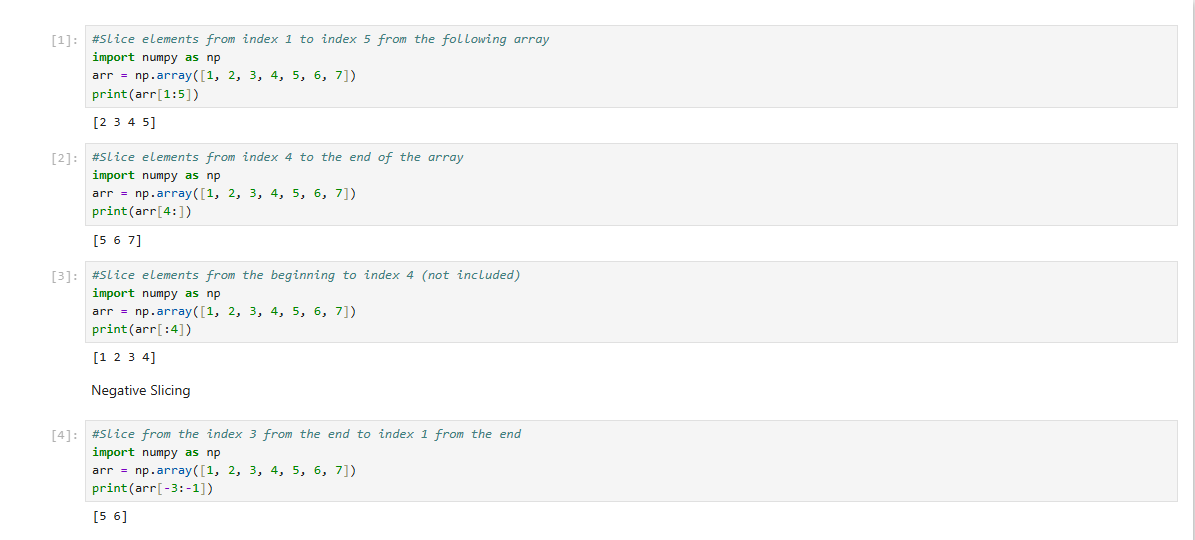 [1]: #Slice elements from index 1 to index 5 from the following array
import numpy as np
arr = np.array([1, 2, 3, 4, 5, 6, 7])
print(arr[1:5])
[2 3 4 5]
[2]: #Slice elements from index 4 to the end of the array
import numpy as np
arr = np.array([1, 2, 3, 4, 5, 6, 7])
print(arr[4:])
[5 6 7]
[3]: #Slice elements from the beginning to index 4 (not included)
import numpy as np
arr = np.array([1, 2, 3, 4, 5, 6, 7])
print(arr[:4])
[1 2 3 4]
Negative Slicing
[4]: #Slice from the index 3 from the end to index 1 from the end
import numpy as np
arr = np.array([1, 2, 3, 4, 5, 6, 7])
print(arr[-3:-1])
[5 6]